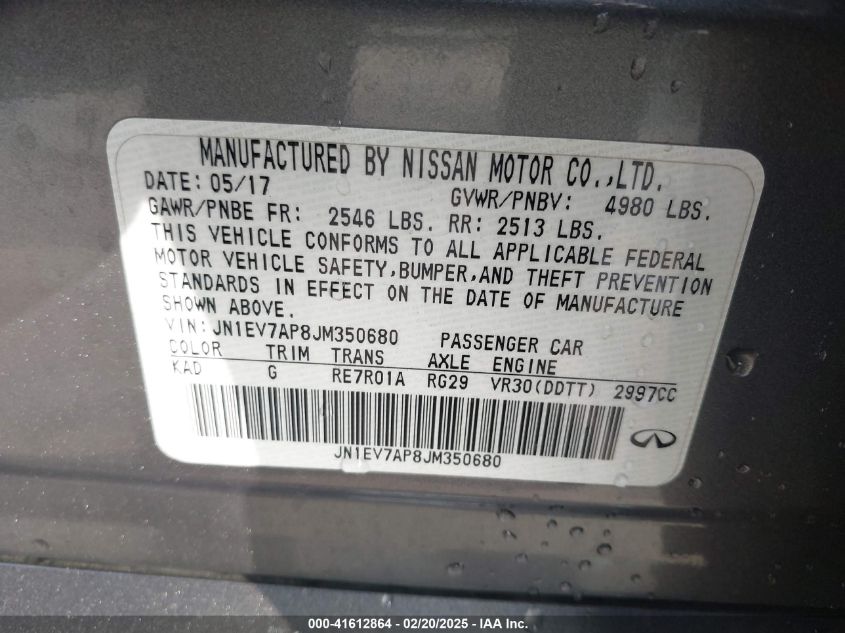 MANUFACTURED BY NISSAN MOTOR CO.,LTD.
DATE: 05/17 GVWR/PNBV: 4980 LBS.
GAWR/PNBE FR: 2546 LBS. RR: 2513 LBS.
THIS VEHICLE CONFORMS TO ALL APPLICABLE FEDERAL
MOTOR VEHICLE SAFETY,BUMPER,AND THEFT PREVENTION
STANDARDS IN EFFECT ON THE DATE OF MANUFACTURE
SHOWN ABOVE.
VIN:JN1EV7AP8JM350680 PASSENGER CAR
COLOR TRIM TRANS AXLE ENGINE
KAD G RE7R01A RG29 VR30(DDTT) 2997CC
JN1EV7AP8JM350680
000-41612864 - 02/20/2025 - IAA Inc.